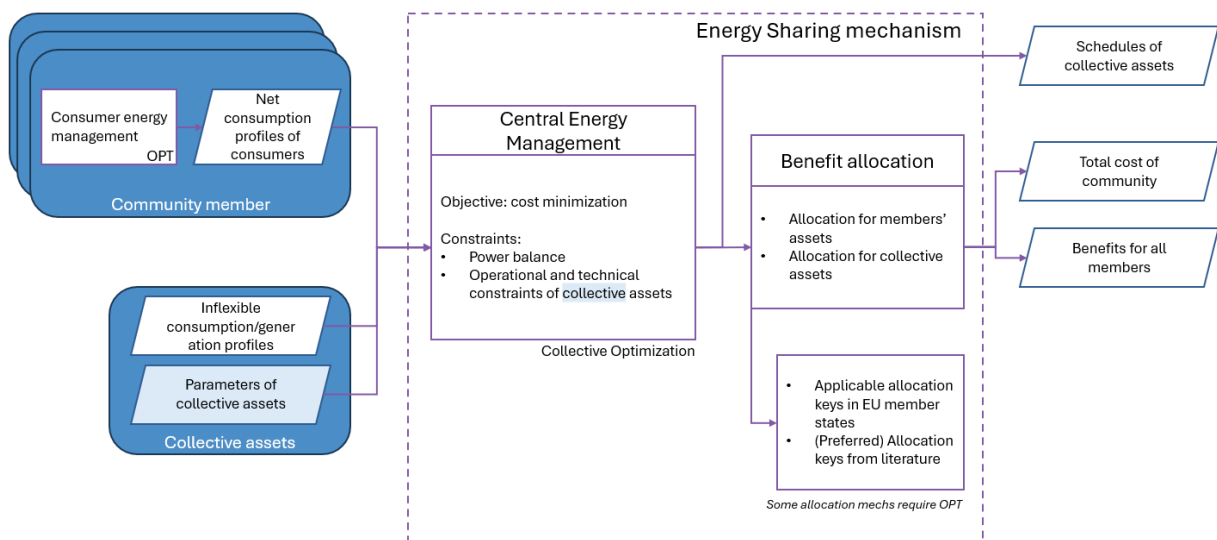 Energy Sharing mechanism
Consumer energy
management
OPT
Net
consumption
profiles of
consumers
Community member
Inflexible
consumption/gener
ation profiles
Parameters of
collective assets
Collective assets
Central Energy
Management
Objective: cost minimization
Constraints:
• Power balance
• Operational and technical
constraints of collective assets
Collective Optimization
Benefit allocation
• Allocation for members’
assets
• Allocation for collective
assets
• Applicable allocation
keys in EU member
states
• (Preferred) Allocation
keys from literature
Some allocation mechs require OPT
Schedules of
collective assets
Total cost of
community
Benefits for all
members